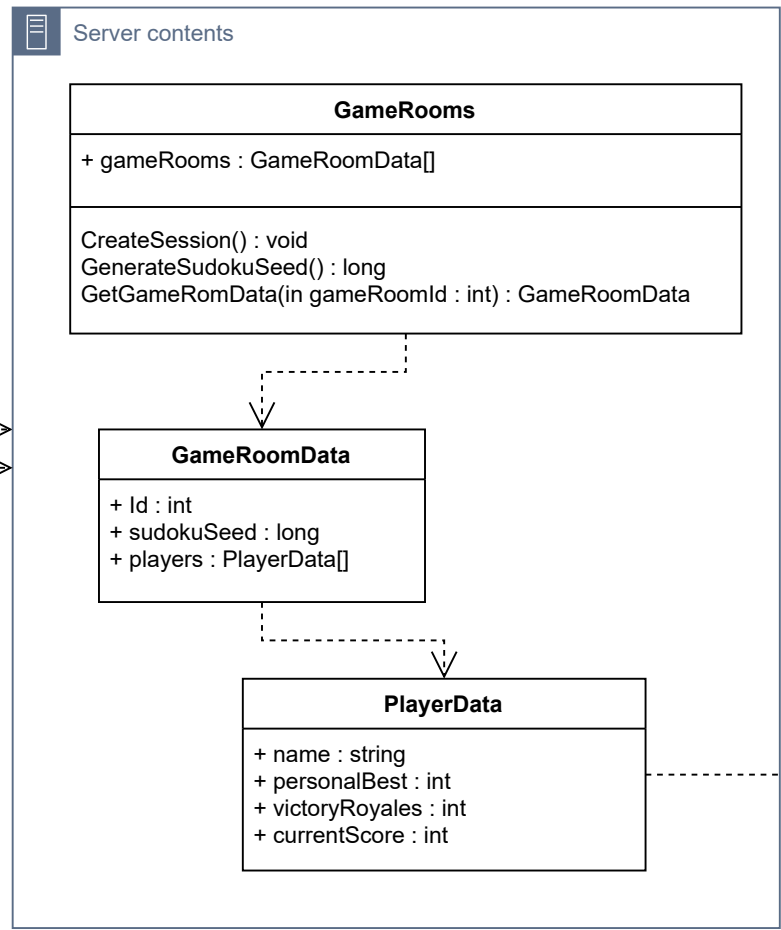 Server contents
GameRooms
+ gameRooms : GameRoomData[]
CreateSession() : void
GenerateSudokuSeed() : long
GetGameRomData(in gameRoomId : int) : GameRoomData
GameRoomData
+ Id : int
+ sudokuSeed : long
+ players : PlayerData[]
PlayerData
+ name : string
+ personalBest : int
+ victoryRoyales : int
+ currentScore : int